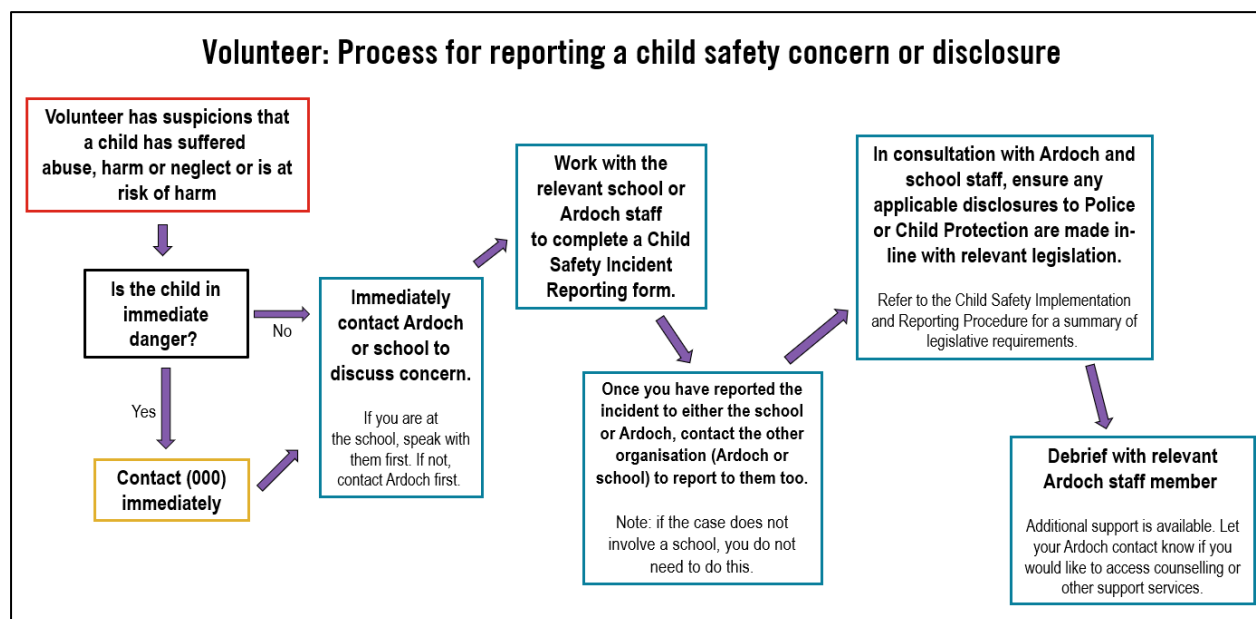 Volunteer: Process for reporting a child safety concern or disclosure
Volunteer has suspicions that
a child has suffered
abuse, harm or neglect or is at
risk of harm
Is the child in
immediate
danger?
No
Yes
Contact (000)
immediately
Immediately
contact Ardoch
or school to
discuss concern.
If you are at
the school, speak with
them first. If not,
contact Ardoch first.
Work with the
relevant school or
Ardoch staff
to complete a Child
Safety Incident
Reporting form.
Once you have reported the
incident to either the school
or Ardoch, contact the other
organisation (Ardoch or
school) to report to them too.
Note: if the case does not
involve a school, you do not
need to do this.
In consultation with Ardoch and
school staff, ensure any
applicable disclosures to Police
or Child Protection are made in-
line with relevant legislation.
Refer to the Child Safety Implementation
and Reporting Procedure for a summary of
legislative requirements.
Debrief with relevant
Ardoch staff member
Additional support is available. Let
your Ardoch contact know if you
would like to access counselling or
other support services.